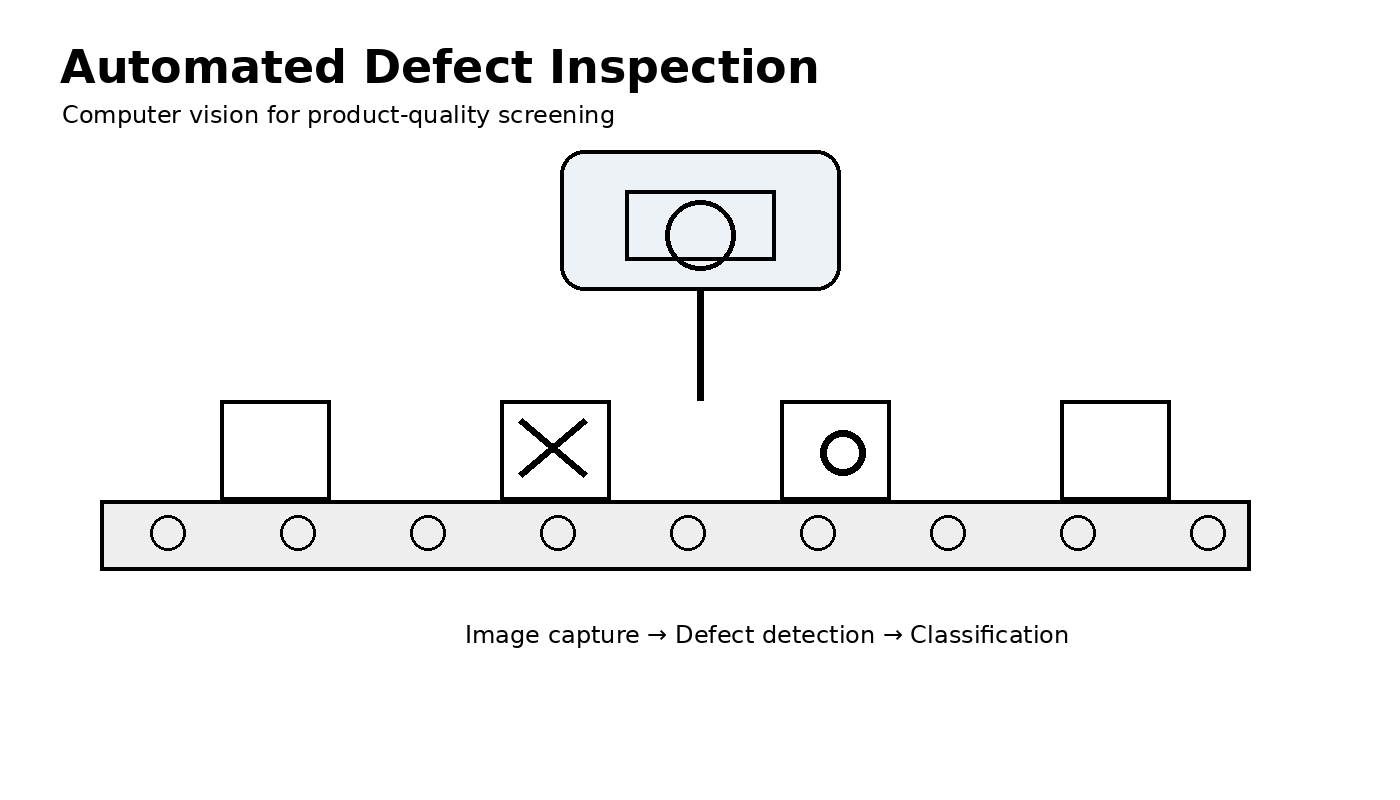 Automated Defect Inspection
Computer vision for product-quality screening
Image capture → Defect detection → Classification